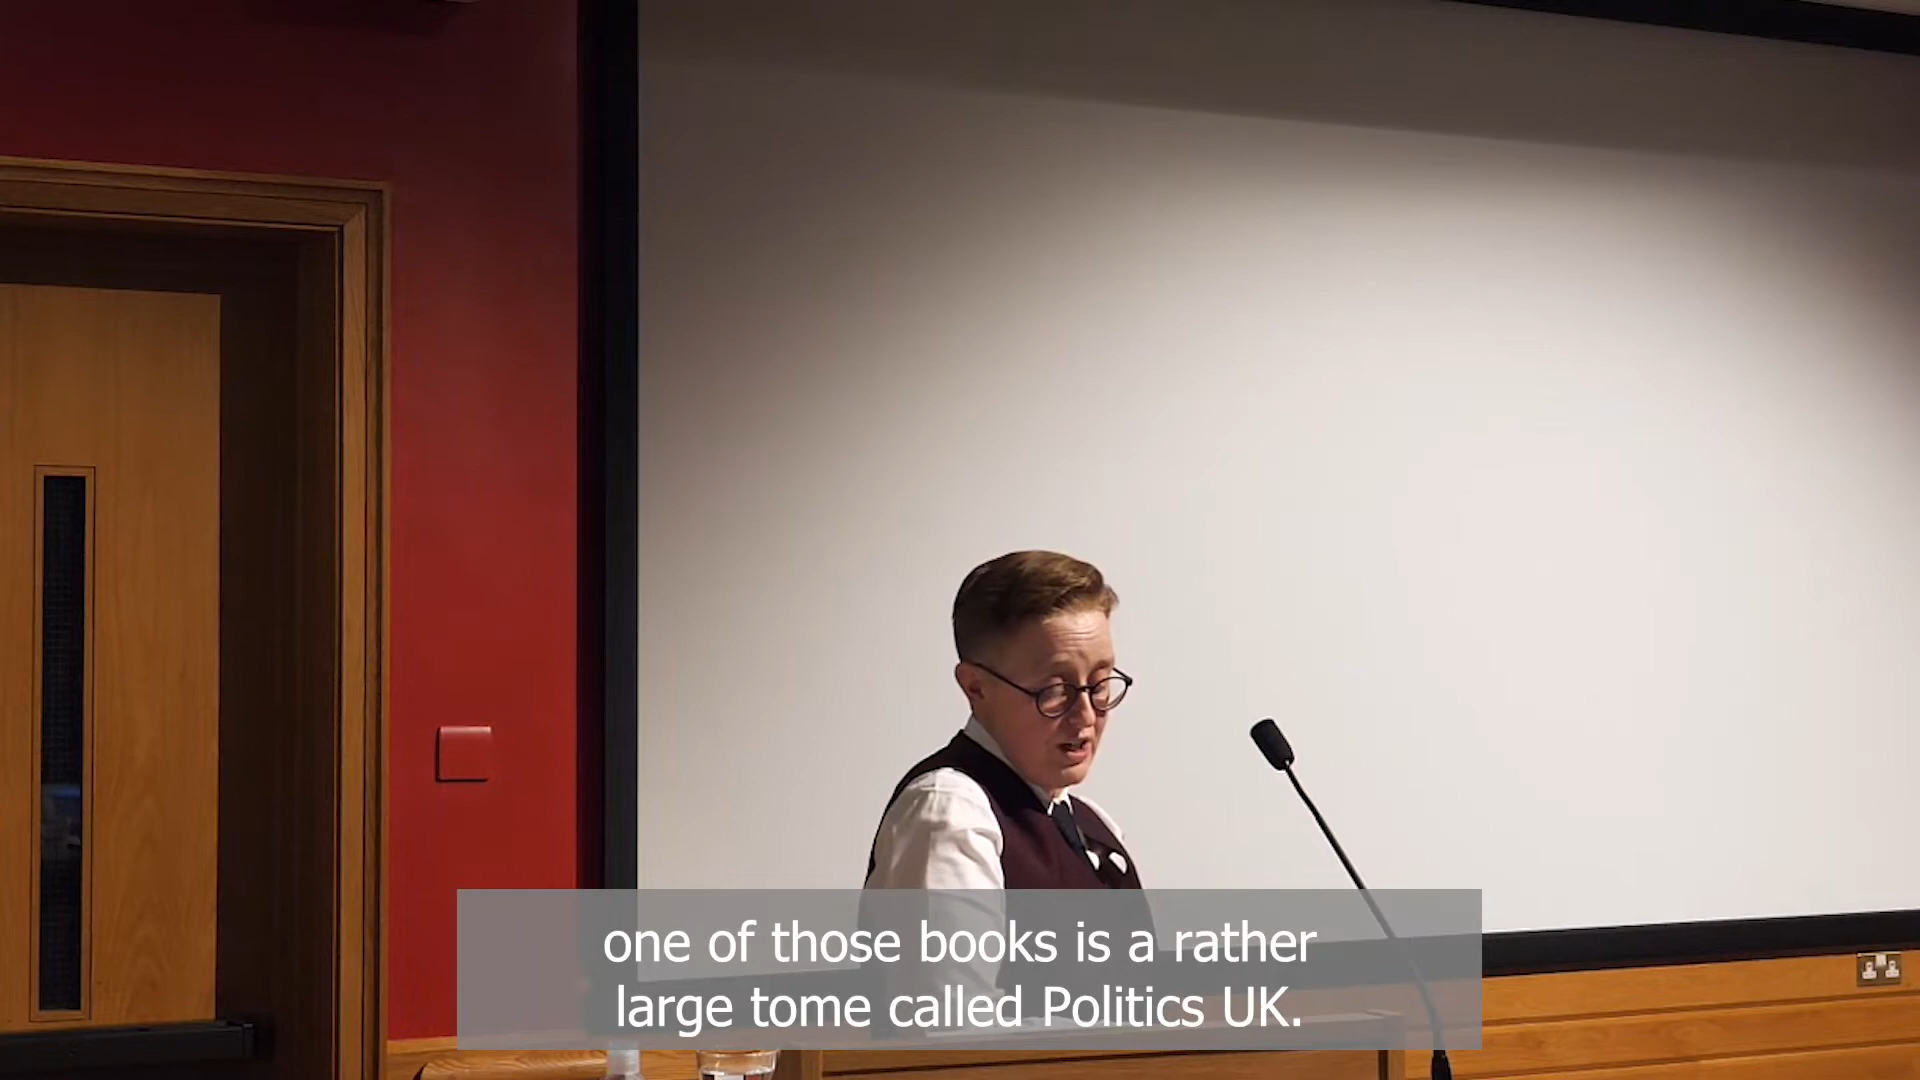 one of those books is a rather
large tome called Politics UK.